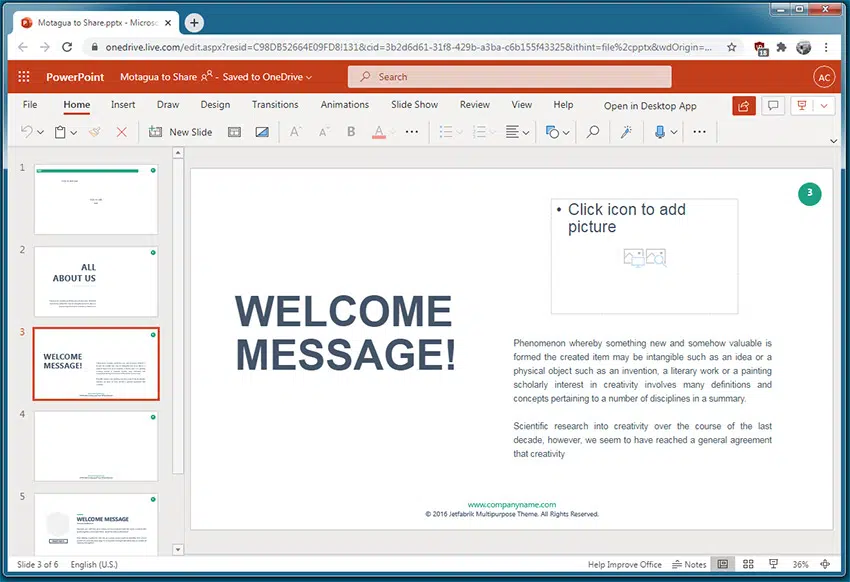 Motagua to Share.pptx - Microsc
onedrive.live.com/edit.aspx?resid=C98DB52664E09FD8!131&cid=3b2d6d61-31f8-429b-a3ba-c6b155f43325&ithint=file%2cpptx&wdOrigin=...
15
PowerPoint
Motagua to Share - Saved to OneDrive
Search
AC
File Home Insert Draw Design Transitions Animations Slide Show Review View Help Open in Desktop App
New Slide
1
2
ALL
ABOUT US
3
WELCOME
MESSAGE!
4
5
WELCOME MESSAGE
3
• Click icon to add
picture
WELCOME
MESSAGE!
Phenomenon whereby something new and somehow valuable is
formed the created item may be intangible such as an idea or a
physical object such as an invention, a literary work or a painting
scholarly interest in creativity involves many definitions and
concepts pertaining to a number of disciplines in a summary.
Scientific research into creativity over the course of the last
decade, however, we seem to have reached a general agreement
that creativity
www.companyname.com
© 2016 Jetfabrik Multipurpose Theme. All Rights Reserved.
Slide 3 of 6 English (U.S.)
Help Improve Office Notes 36%